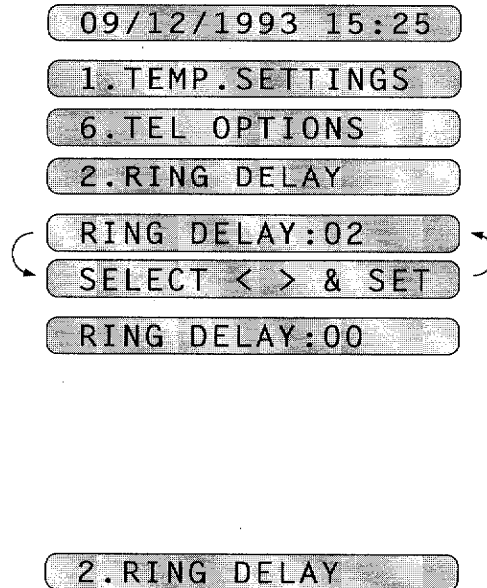 09/12/1993 15:25
1.TEMP.SETTINGS
6.TEL OPTIONS
2.RING DELAY
RING DELAY:02
SELECT < > & SET
RING DELAY:00
2.RING DELAY